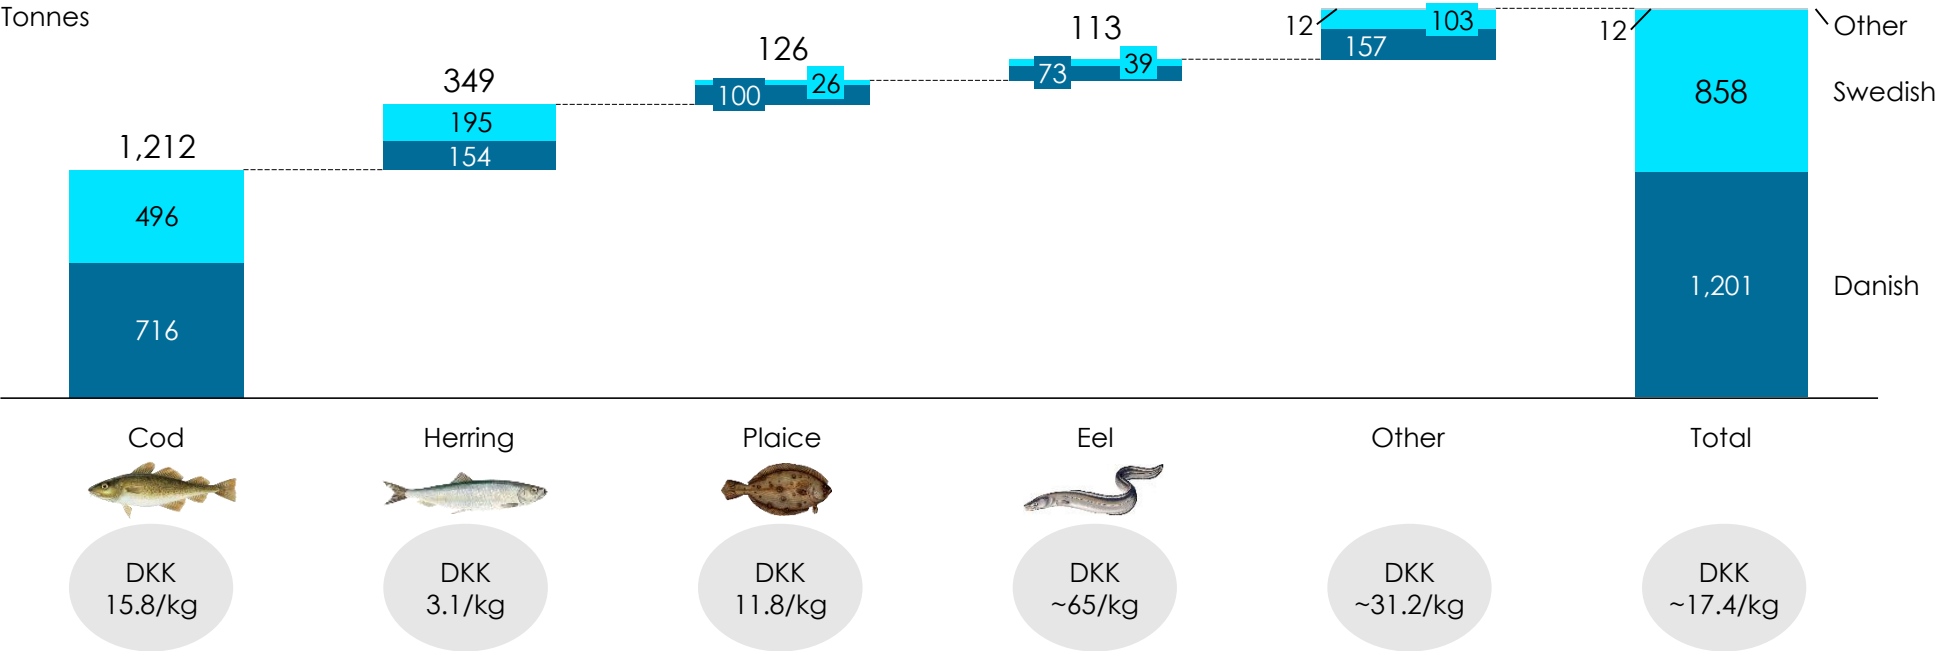 Tonnes
1,212
496
716
349
195
154
126
100
26
113
73
39
12
103
157
12
858
1,201
Other
Swedish
Danish
Cod
Herring
Plaice
Eel
Other
Total
DKK
15.8/kg
DKK
3.1/kg
DKK
11.8/kg
DKK
~65/kg
DKK
~31.2/kg
DKK
~17.4/kg